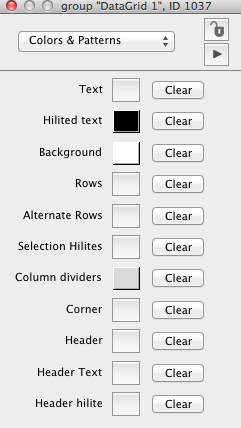 group "DataGrid 1", ID 1037
Colors & Patterns
Text Clear
Hilited text Clear
Background Clear
Rows Clear
Alternate Rows Clear
Selection Hilites Clear
Column dividers Clear
Corner Clear
Header Clear
Header Text Clear
Header hilite Clear